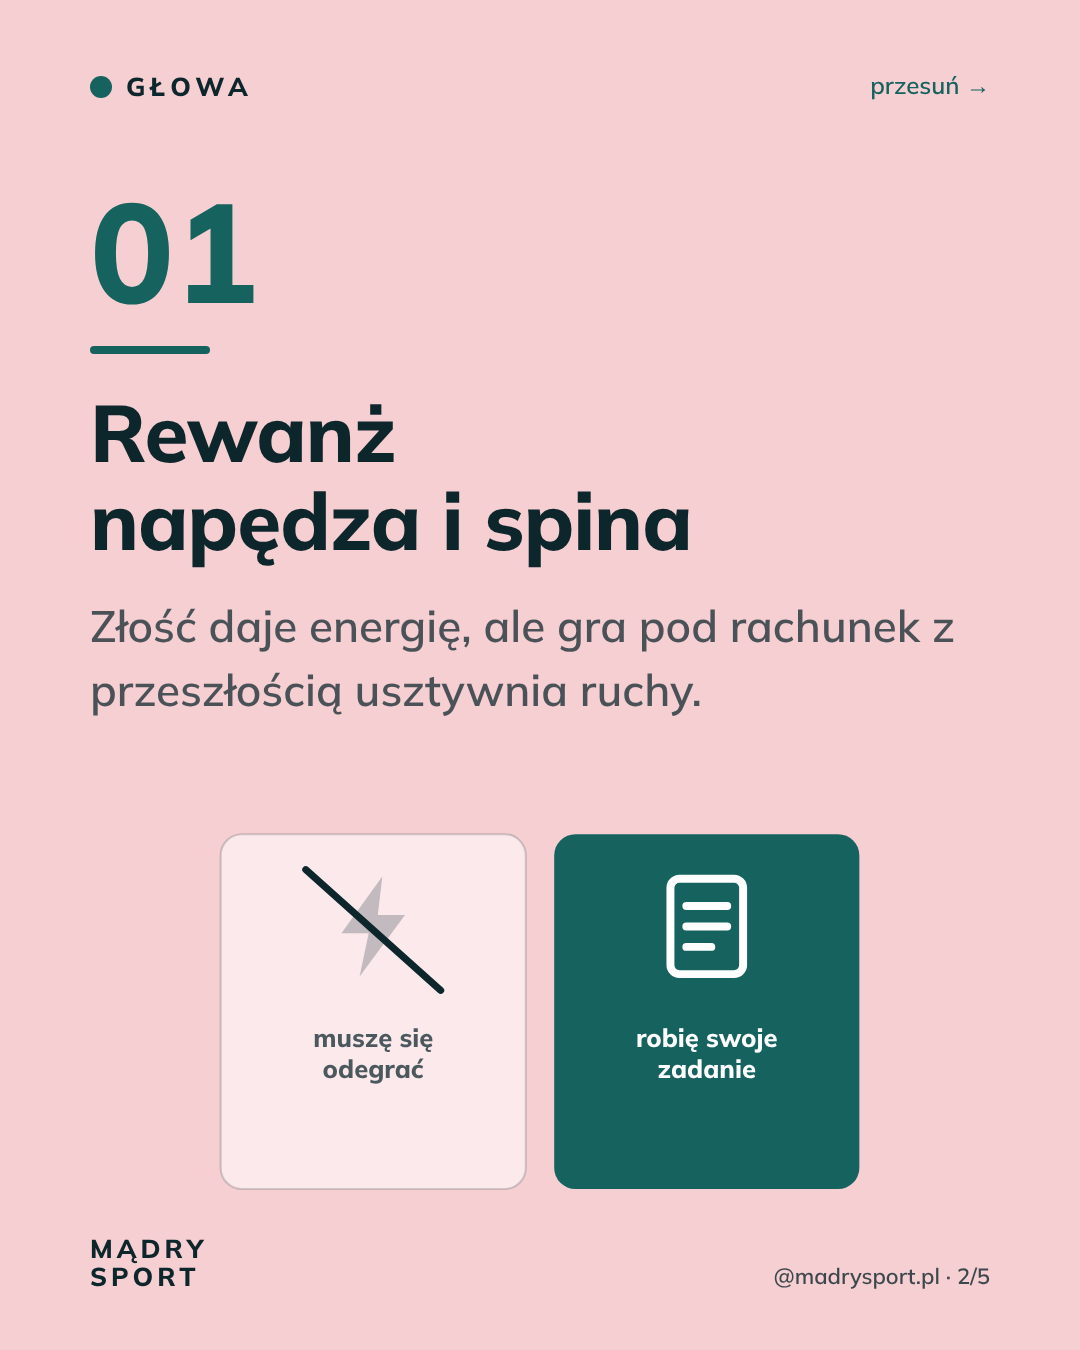 GŁOWA
przesuń →
01
Rewanż
napędza i spina
Złość daje energię, ale gra pod rachunek z
przeszłością usztywnia ruchy.
muszę się
odegrać
robię swoje
zadanie
MĄDRY
SPORT
@madrysport.pl · 2/5